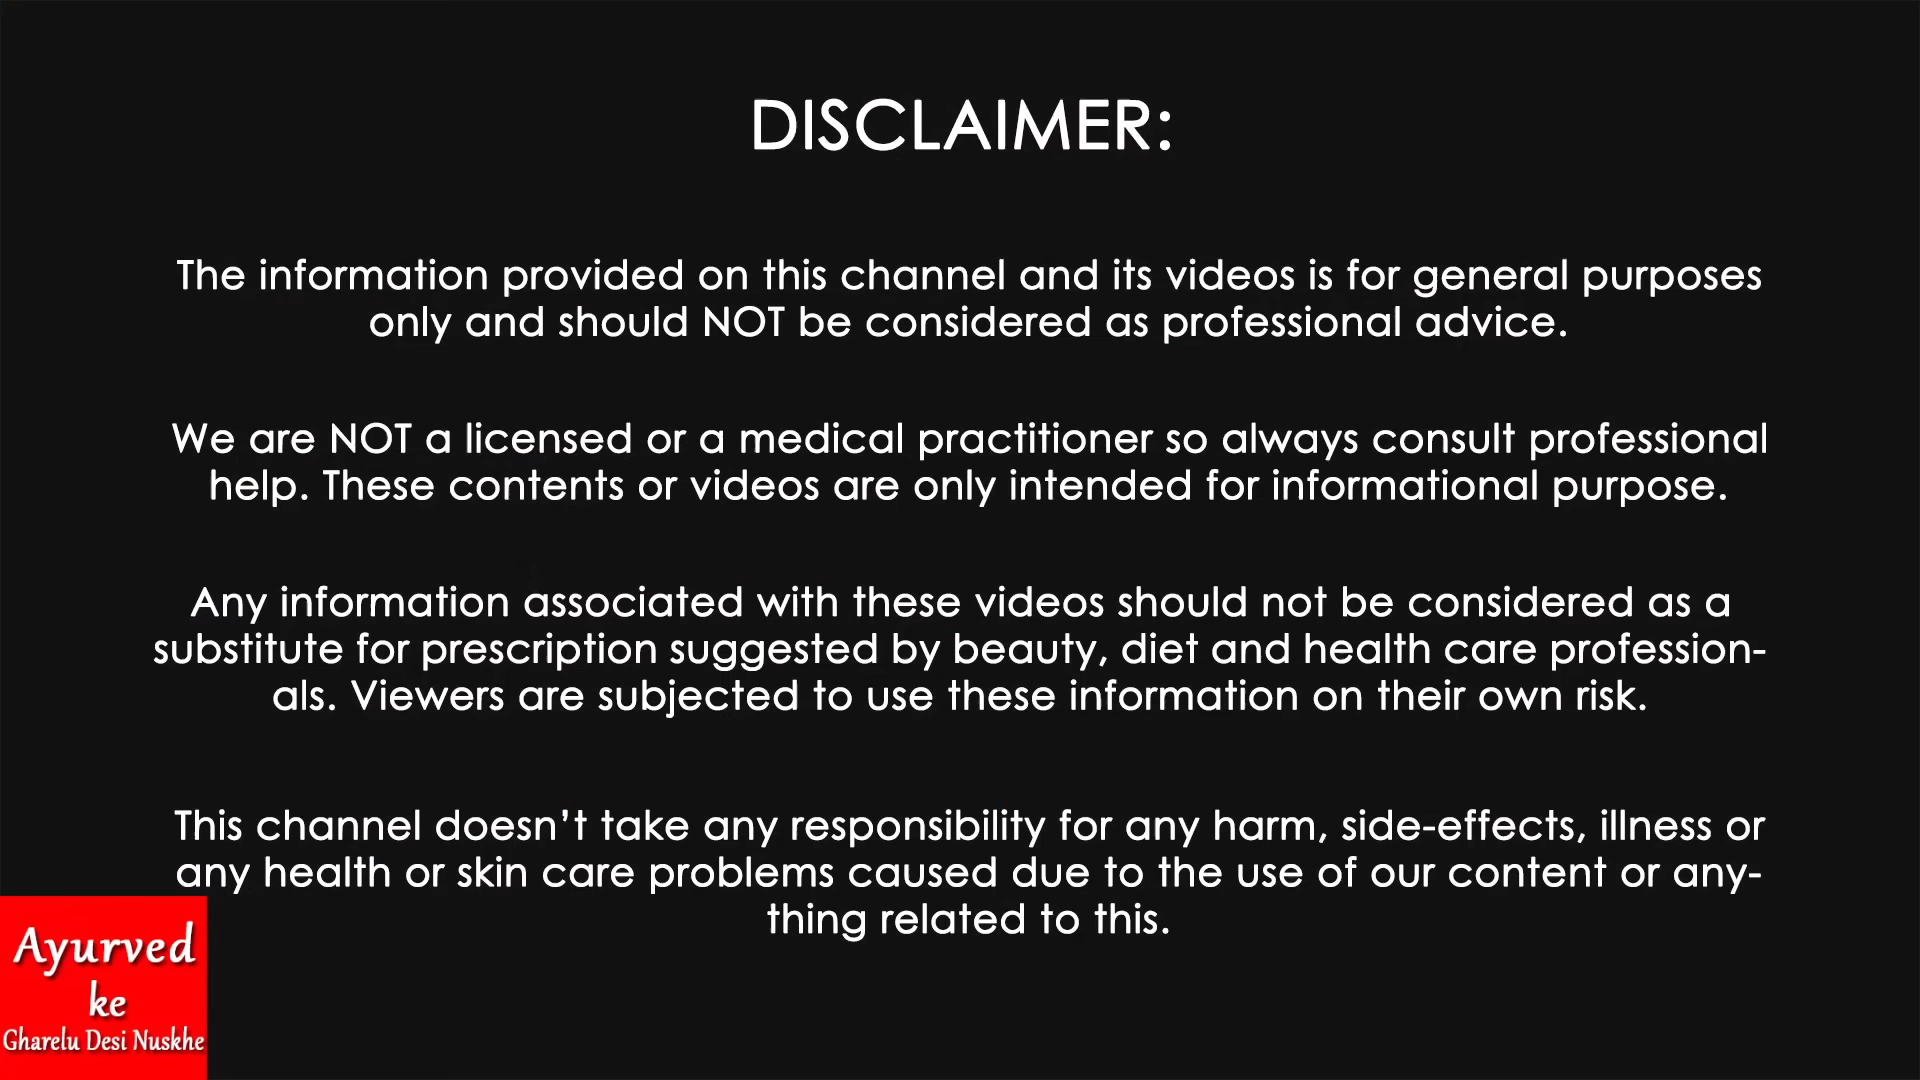 DISCLAIMER:
The information provided on this channel and its videos is for general purposes
only and should NOT be considered as professional advice.
We are NOT a licensed or a medical practitioner so always consult professional
help. These contents or videos are only intended for informational purpose.
Any information associated with these videos should not be considered as a
substitute for prescription suggested by beauty, diet and health care profession-
als. Viewers are subjected to use these information on their own risk.
This channel doesn’t take any responsibility for any harm, side-effects, illness or
any health or skin care problems caused due to the use of our content or any-
thing related to this.
Ayurved
ke
Gharelu Desi Nuskhe